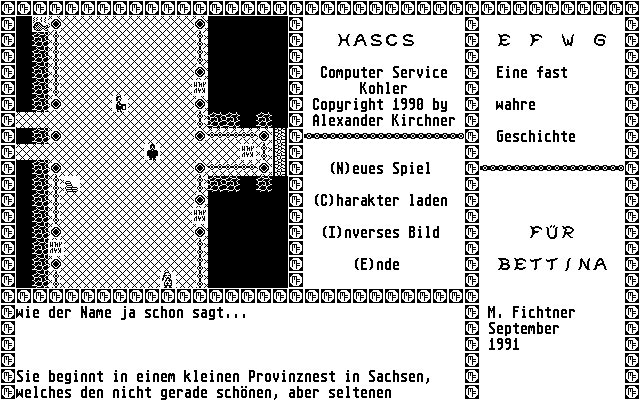 HASCS
Computer Service
Kohler
Copyright 1990 by
Alexander Kirchner
(N)eues Spiel
(C)harakter laden
(I)nverses Bild
(E)nde
E F W G
Eine fast
wahre
Geschichte
FÜR
BETTINA
M. Fichtner
September
1991
wie der Name ja schon sagt...
Sie beginnt in einem kleinen Provinznest in Sachsen,
welches den nicht gerade schönen, aber seltenen